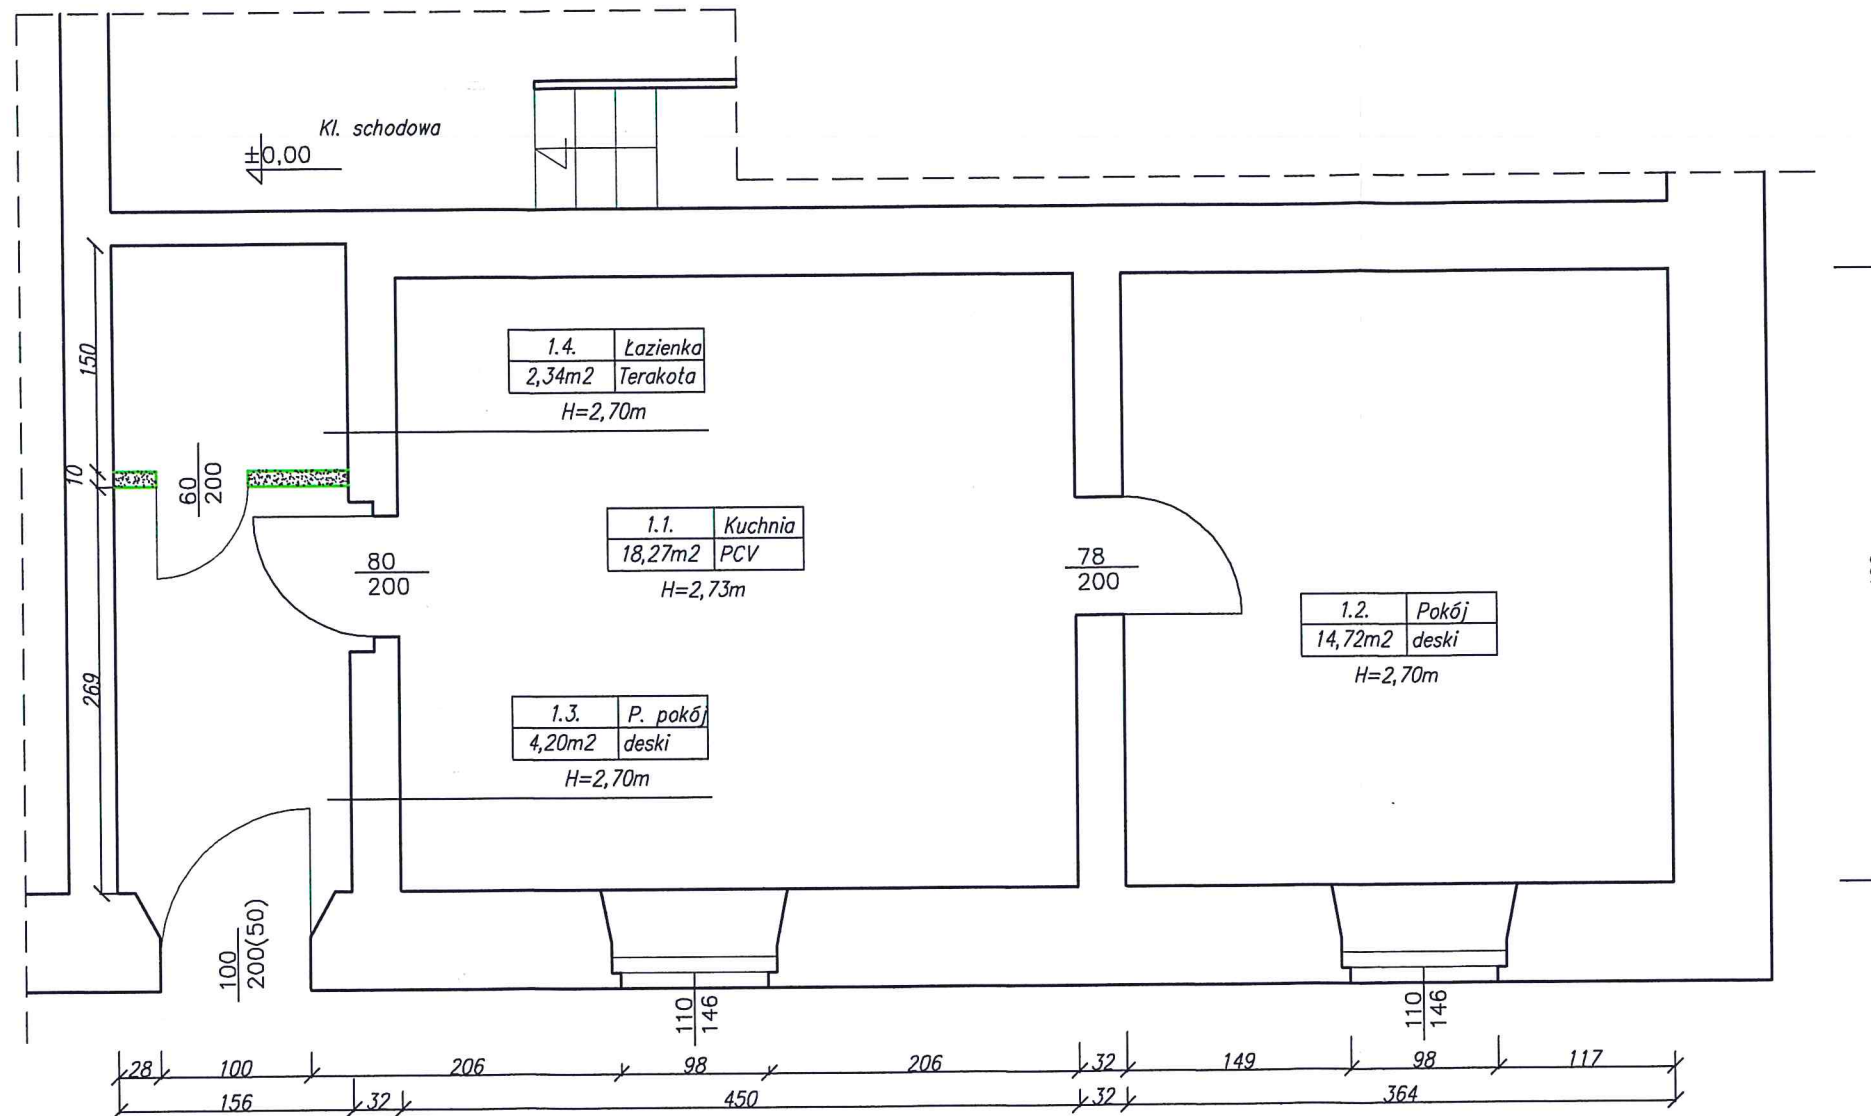 Kl. schodowa
±0,00
1.4. Łazienka
2,34m2 Terakota
H=2,70m
150
10
60
200
269
80
200
1.1. Kuchnia
18,27m2 PCV
H=2,73m
78
200
1.2. Pokój
14,72m2 deski
H=2,70m
1.3. P. pokój
4,20m2 deski
H=2,70m
100
200(50)
110
146
110
146
28 100 206 98 206 32 149 98 117
156 32 450 32 364